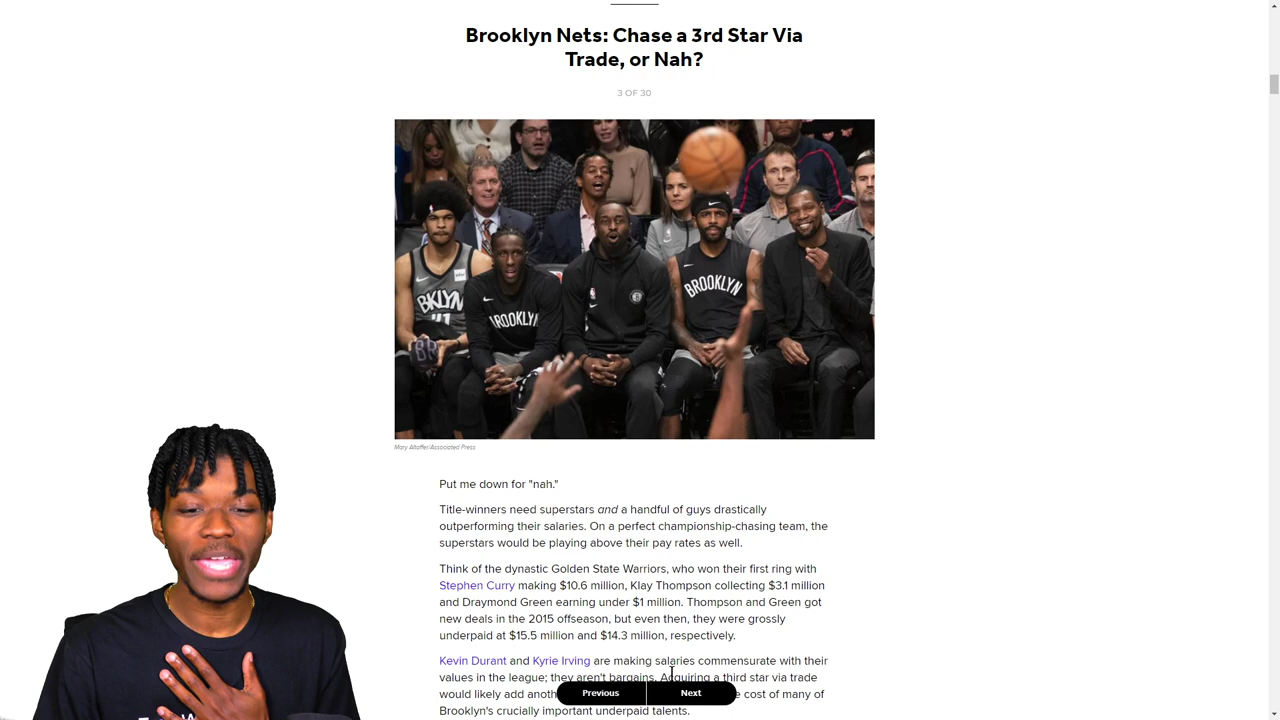 Brooklyn Nets: Chase a 3rd Star Via
Trade, or Nah?
3 OF 30
BROOKLYN
BKLYN
BROOKLYN
Mary Altaffer/Associated Press
Put me down for "nah."
Title-winners need superstars and a handful of guys drastically
outperforming their salaries. On a perfect championship-chasing team, the
superstars would be playing above their pay rates as well.
Think of the dynastic Golden State Warriors, who won their first ring with
Stephen Curry making $10.6 million, Klay Thompson collecting $3.1 million
and Draymond Green earning under $1 million. Thompson and Green got
new deals in the 2015 offseason, but even then, they were grossly
underpaid at $15.5 million and $14.3 million, respectively.
Kevin Durant and Kyrie Irving are making salaries commensurate with their
values in the league; they aren't bargains. Acquiring a third star via trade
would likely add cost of many of
Previous Next
Brooklyn's crucially important underpaid talents.